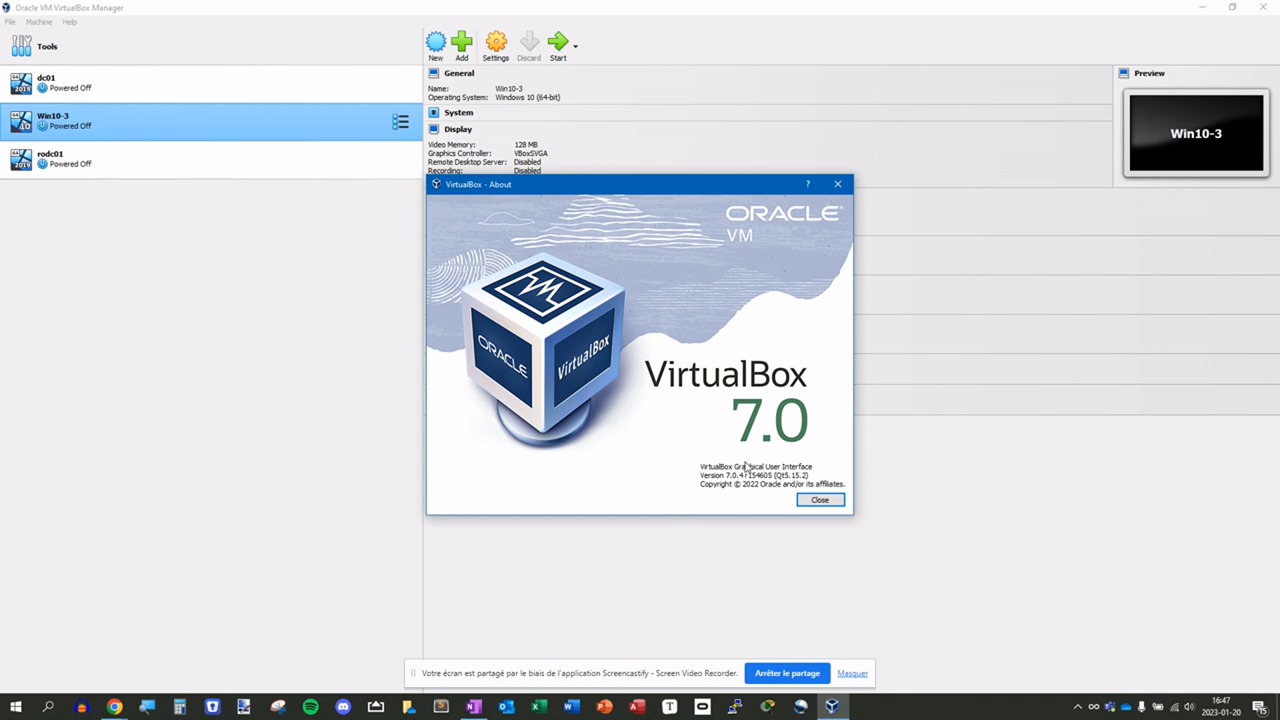 Oracle VM VirtualBox Manager
File Machine Help
Tools
New Add Settings Discard Start
dc01
Powered Off
Win10-3
Powered Off
rodc01
Powered Off
General
Name: Win10-3
Operating System: Windows 10 (64-bit)
System
Display
Video Memory: 128 MB
Graphics Controller: VBoxSVGA
Remote Desktop Server: Disabled
Recording: Disabled
Preview
Win10-3
VirtualBox - About
ORACLE
VM
ORACLE
VirtualBox
VirtualBox
7.0
VirtualBox Graphical User Interface
Version 7.0.4 r154605 (Qt5.15.2)
Copyright © 2022 Oracle and/or its affiliates.
Close
Votre écran est partagé par le biais de l'application Screencastify - Screen Video Recorder. Arrêter le partage Masquer
16:47
2023-01-20
15